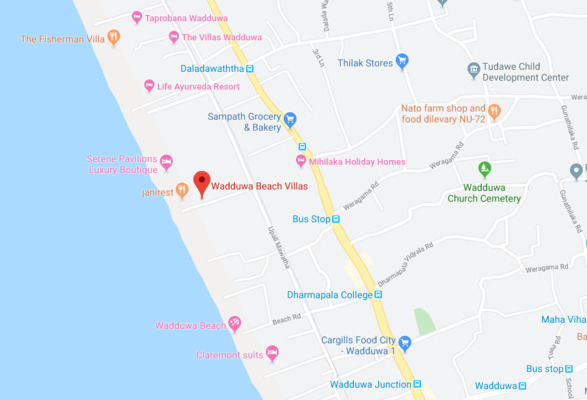 Taprobana Wadduwa
The Fisherman Villa
The Villas Wadduwa
Daladawaththa
Life Ayurveda Resort
3rd Ln
5th Ln
Thilak Stores
Tudawe Child
Development Center
Sampath Grocery
& Bakery
Nato farm shop and
food dilevary NU-72
Gunathilaka Rd
Serene Pavilions
Luxury Boutique
Mihilaka Holiday Homes
Weragama Rd
janirest
Wadduwa Beach Villas
Weragama Rd
Wadduwa
Church Cemetery
Bus Stop
Upali Mawatha
Dharmapala Vidyala Rd
Weragama Rd
Dharmapala College
Beach Rd
Wadduwa Beach
Claremont suits
Cargills Food City
- Wadduwa 1
Maha Viha
Bus stop
Wadduwa Junction
Wadduwa
School